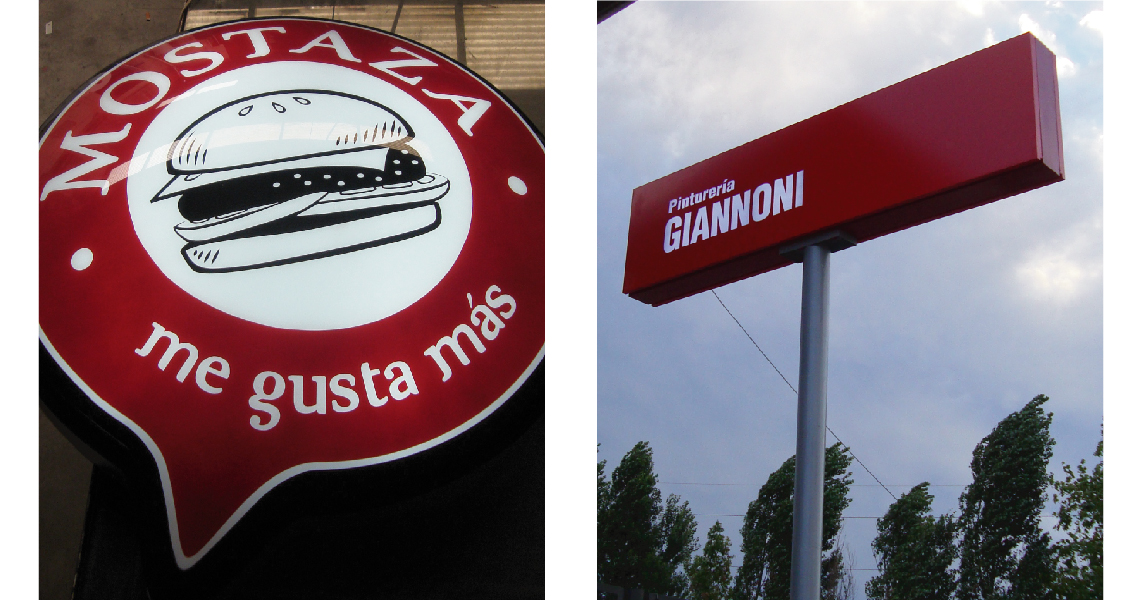 MOSTAZA
me gusta más
Pinturería
GIANNONI